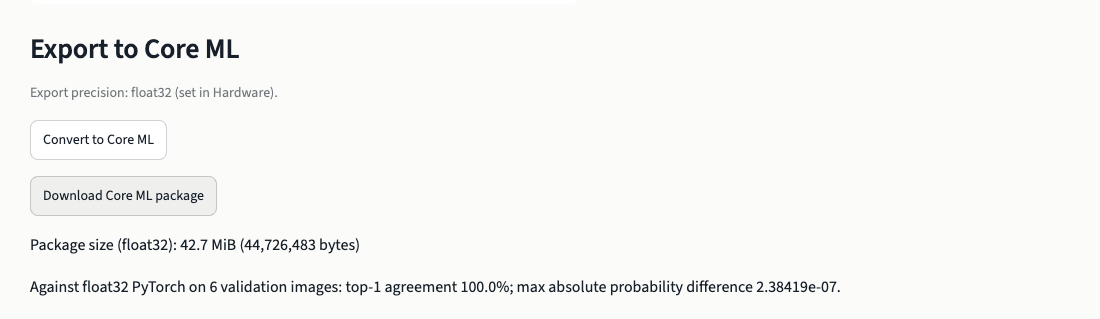 Export to Core ML
Export precision: float32 (set in Hardware).
Convert to Core ML
Download Core ML package
Package size (float32): 42.7 MiB (44,726,483 bytes)
Against float32 PyTorch on 6 validation images: top-1 agreement 100.0%; max absolute probability difference 2.38419e-07.